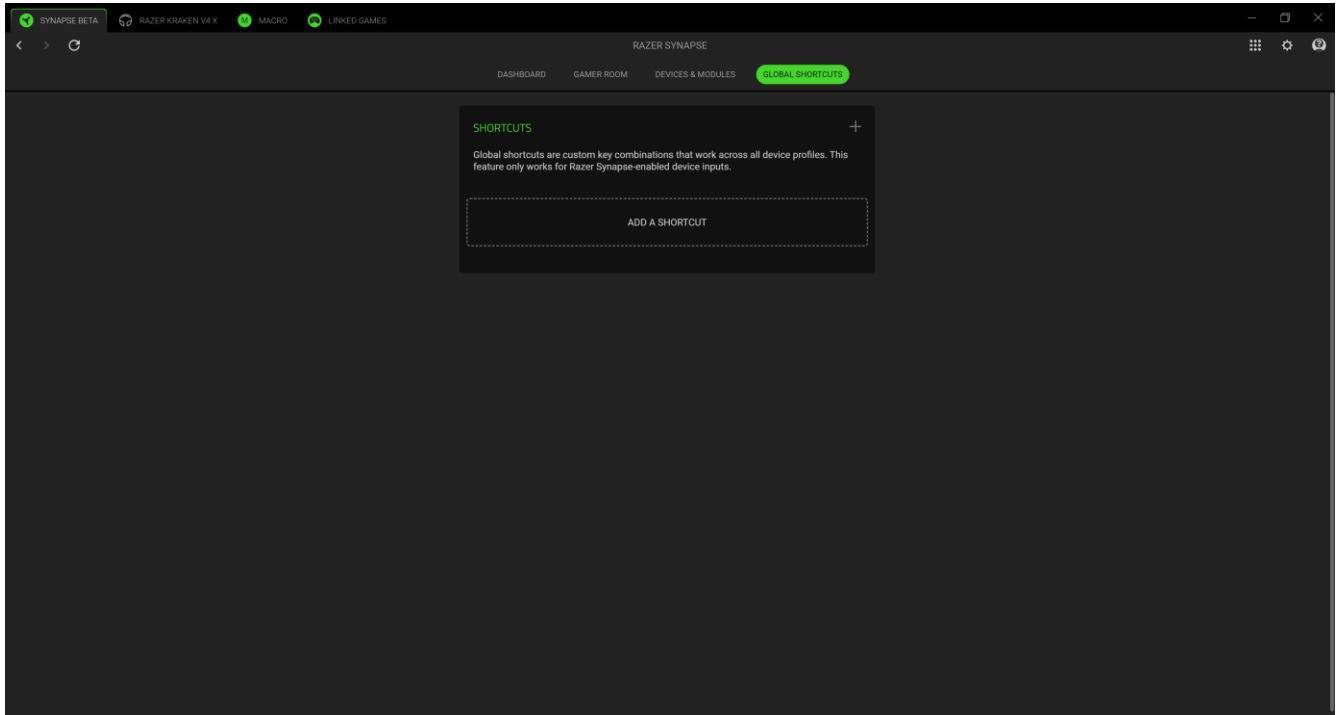 SYNAPSE BETA RAZER KRAKEN V4 X M MACRO LINKED GAMES
RAZER SYNAPSE
DASHBOARD GAMER ROOM DEVICES & MODULES GLOBAL SHORTCUTS
SHORTCUTS
Global shortcuts are custom key combinations that work across all device profiles. This
feature only works for Razer Synapse-enabled device inputs.
ADD A SHORTCUT